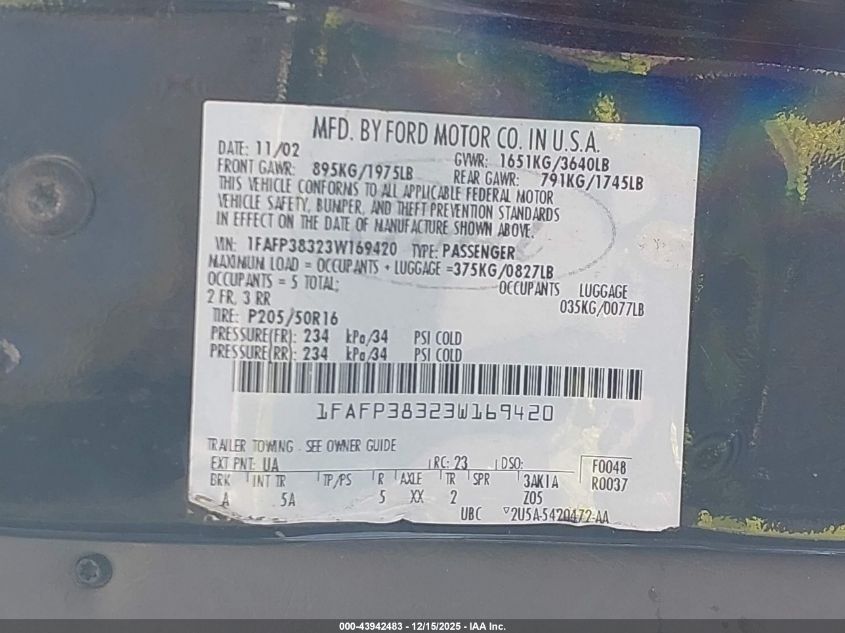 MFD. BY FORD MOTOR CO. IN U.S.A.
DATE: 11/02 GVWR: 1651KG/3640LB
FRONT GAWR: 895KG/1975LB REAR GAWR: 791KG/1745LB
THIS VEHICLE CONFORMS TO ALL APPLICABLE FEDERAL MOTOR
VEHICLE SAFETY, BUMPER, AND THEFT PREVENTION STANDARDS
IN EFFECT ON THE DATE OF MANUFACTURE SHOWN ABOVE.
VIN: 1FAFP38323W169420 TYPE: PASSENGER
MAXIMUM LOAD = OCCUPANTS + LUGGAGE =375KG/0827LB
OCCUPANTS = 5 TOTAL; OCCUPANTS LUGGAGE
2 FR, 3 RR 035KG/0077LB
TIRE: P205/50R16
PRESSURE(FR): 234 kPa/34 PSI COLD
PRESSURE(RR): 234 kPa/34 PSI COLD
1FAFP38323W169420
TRAILER TOWING - SEE OWNER GUIDE
EXT PNT: UA RC: 23 DSO: F0048
BRK INT TR TP/PS R AXLE TR SPR 3AKIA R0037
A 5A 5 XX 2 Z05
UBC ▽2U5A-5420472-AA
000-43942483 - 12/15/2025 - IAA Inc.